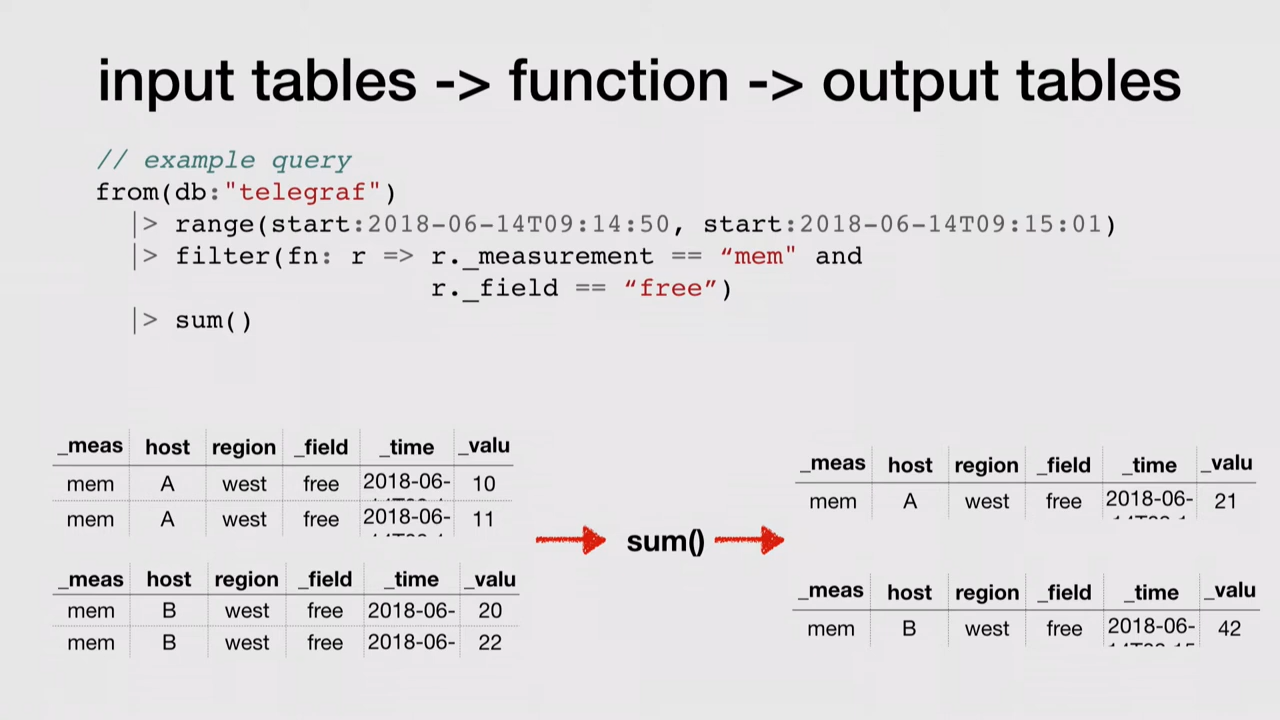 input tables -> function -> output tables
// example query
from(db:"telegraf")
|> range(start:2018-06-14T09:14:50, start:2018-06-14T09:15:01)
|> filter(fn: r => r._measurement == “mem" and
r._field == “free”)
|> sum()
_meas host region _field _time _valu
mem A west free 2018-06- 10
mem A west free 2018-06- 11
_meas host region _field _time _valu
mem B west free 2018-06- 20
mem B west free 2018-06- 22
sum()
_meas host region _field _time _valu
mem A west free 2018-06- 21
_meas host region _field _time _valu
mem B west free 2018-06- 42